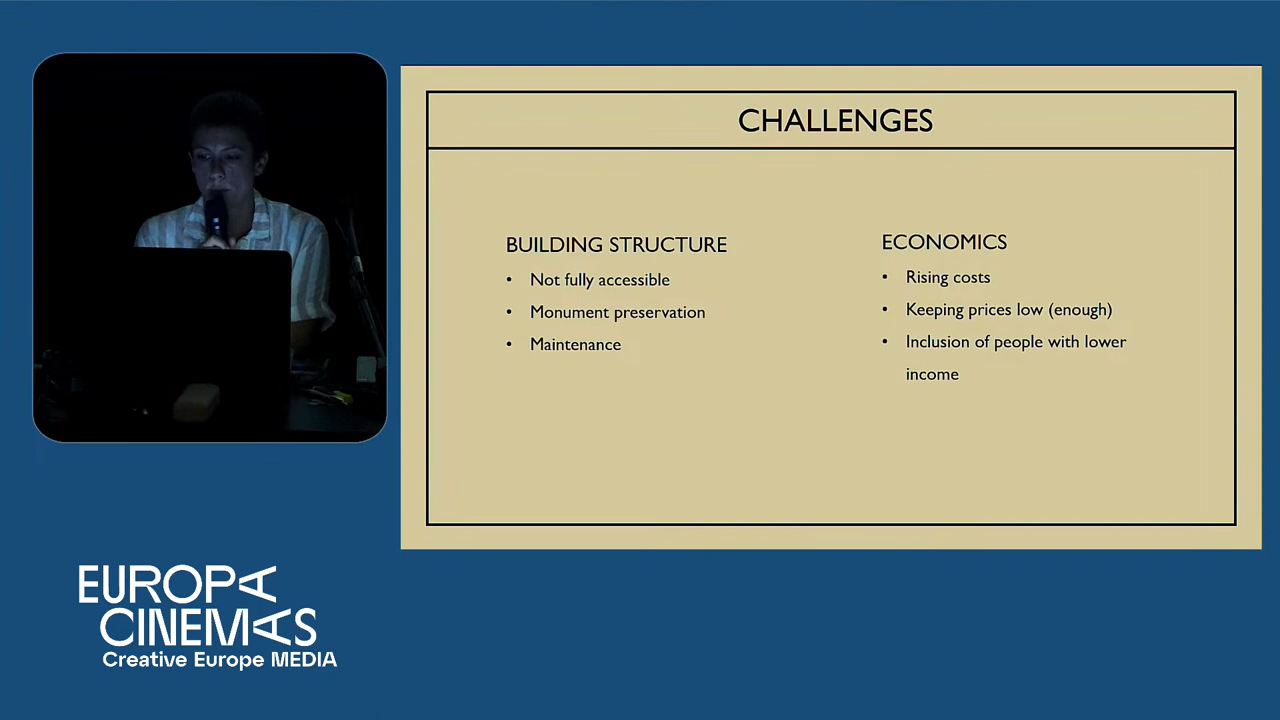 CHALLENGES
BUILDING STRUCTURE
• Not fully accessible
• Monument preservation
• Maintenance
ECONOMICS
• Rising costs
• Keeping prices low (enough)
• Inclusion of people with lower
income
EUROPA
CINEMAS
Creative Europe MEDIA